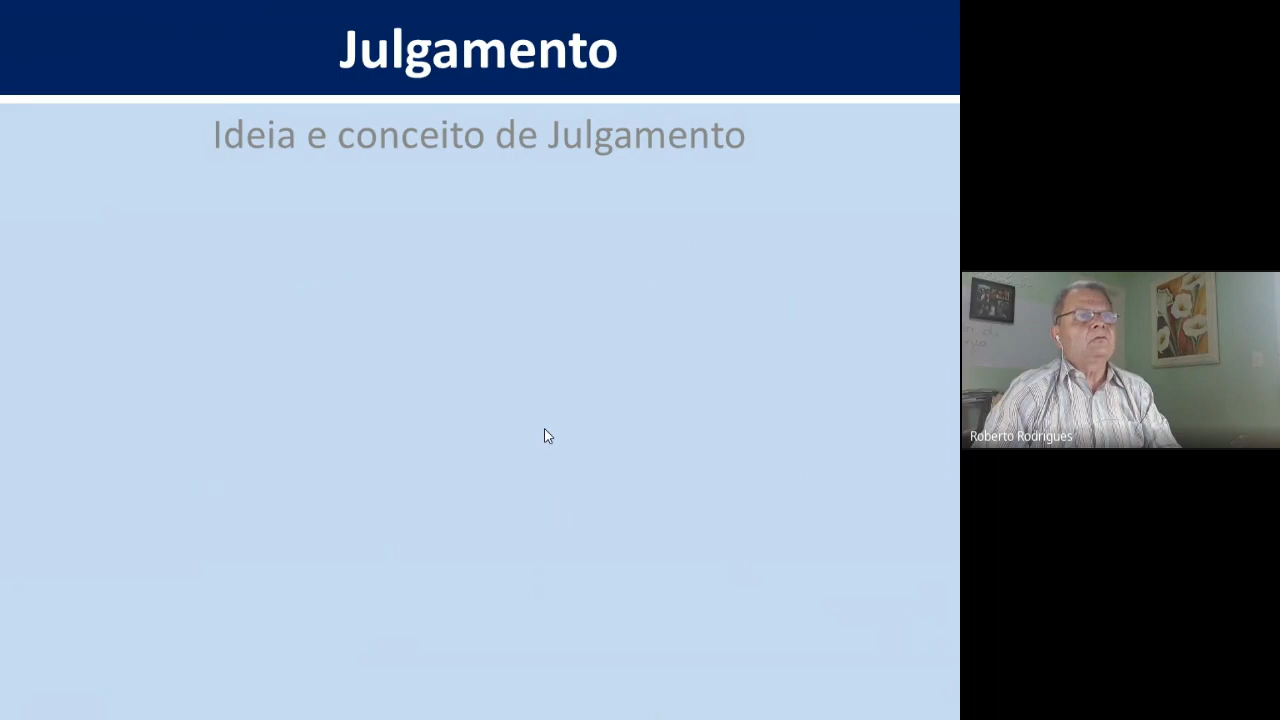 Julgamento
Ideia e conceito de Julgamento
Roberto Rodrigues